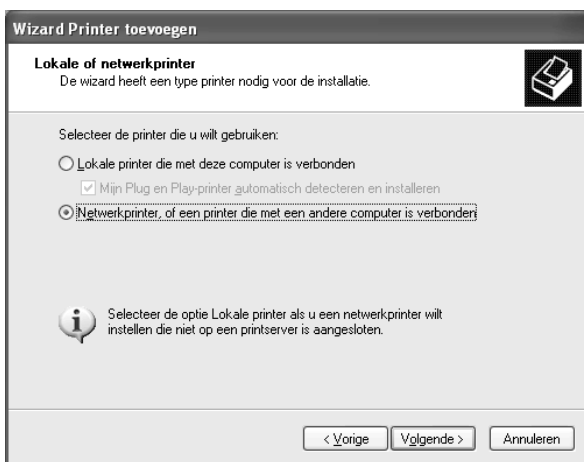 Wizard Printer toevoegen
Lokale of netwerkprinter
De wizard heeft een type printer nodig voor de installatie.
Selecteer de printer die u wilt gebruiken:
Lokale printer die met deze computer is verbonden
Mijn Plug en Play-printer automatisch detecteren en installeren
Netwerkprinter, of een printer die met een andere computer is verbonden
Selecteer de optie Lokale printer als u een netwerkprinter wilt
instellen die niet op een printserver is aangesloten.
< Vorige Volgende > Annuleren